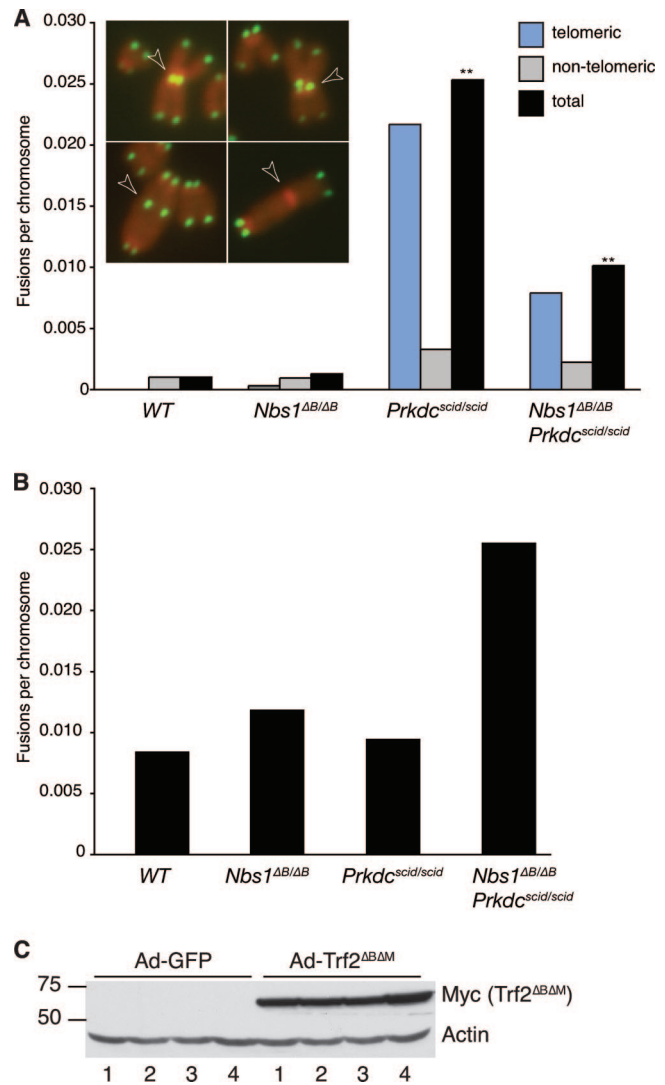 A
0.030
0.025
0.020
0.015
0.010
0.005
0
Fusions per chromosome
telomeric
non-telomeric
total
**
**
WT
Nbs1ΔB/ΔB
Prkdcscid/scid
Nbs1ΔB/ΔB
Prkdcscid/scid
B
0.030
0.025
0.020
0.015
0.010
0.005
0
Fusions per chromosome
WT
Nbs1ΔB/ΔB
Prkdcscid/scid
Nbs1ΔB/ΔB
Prkdcscid/scid
C
Ad-GFP Ad-Trf2ΔBΔM
75
50
Myc (Trf2ΔBΔM)
Actin
1 2 3 4 1 2 3 4